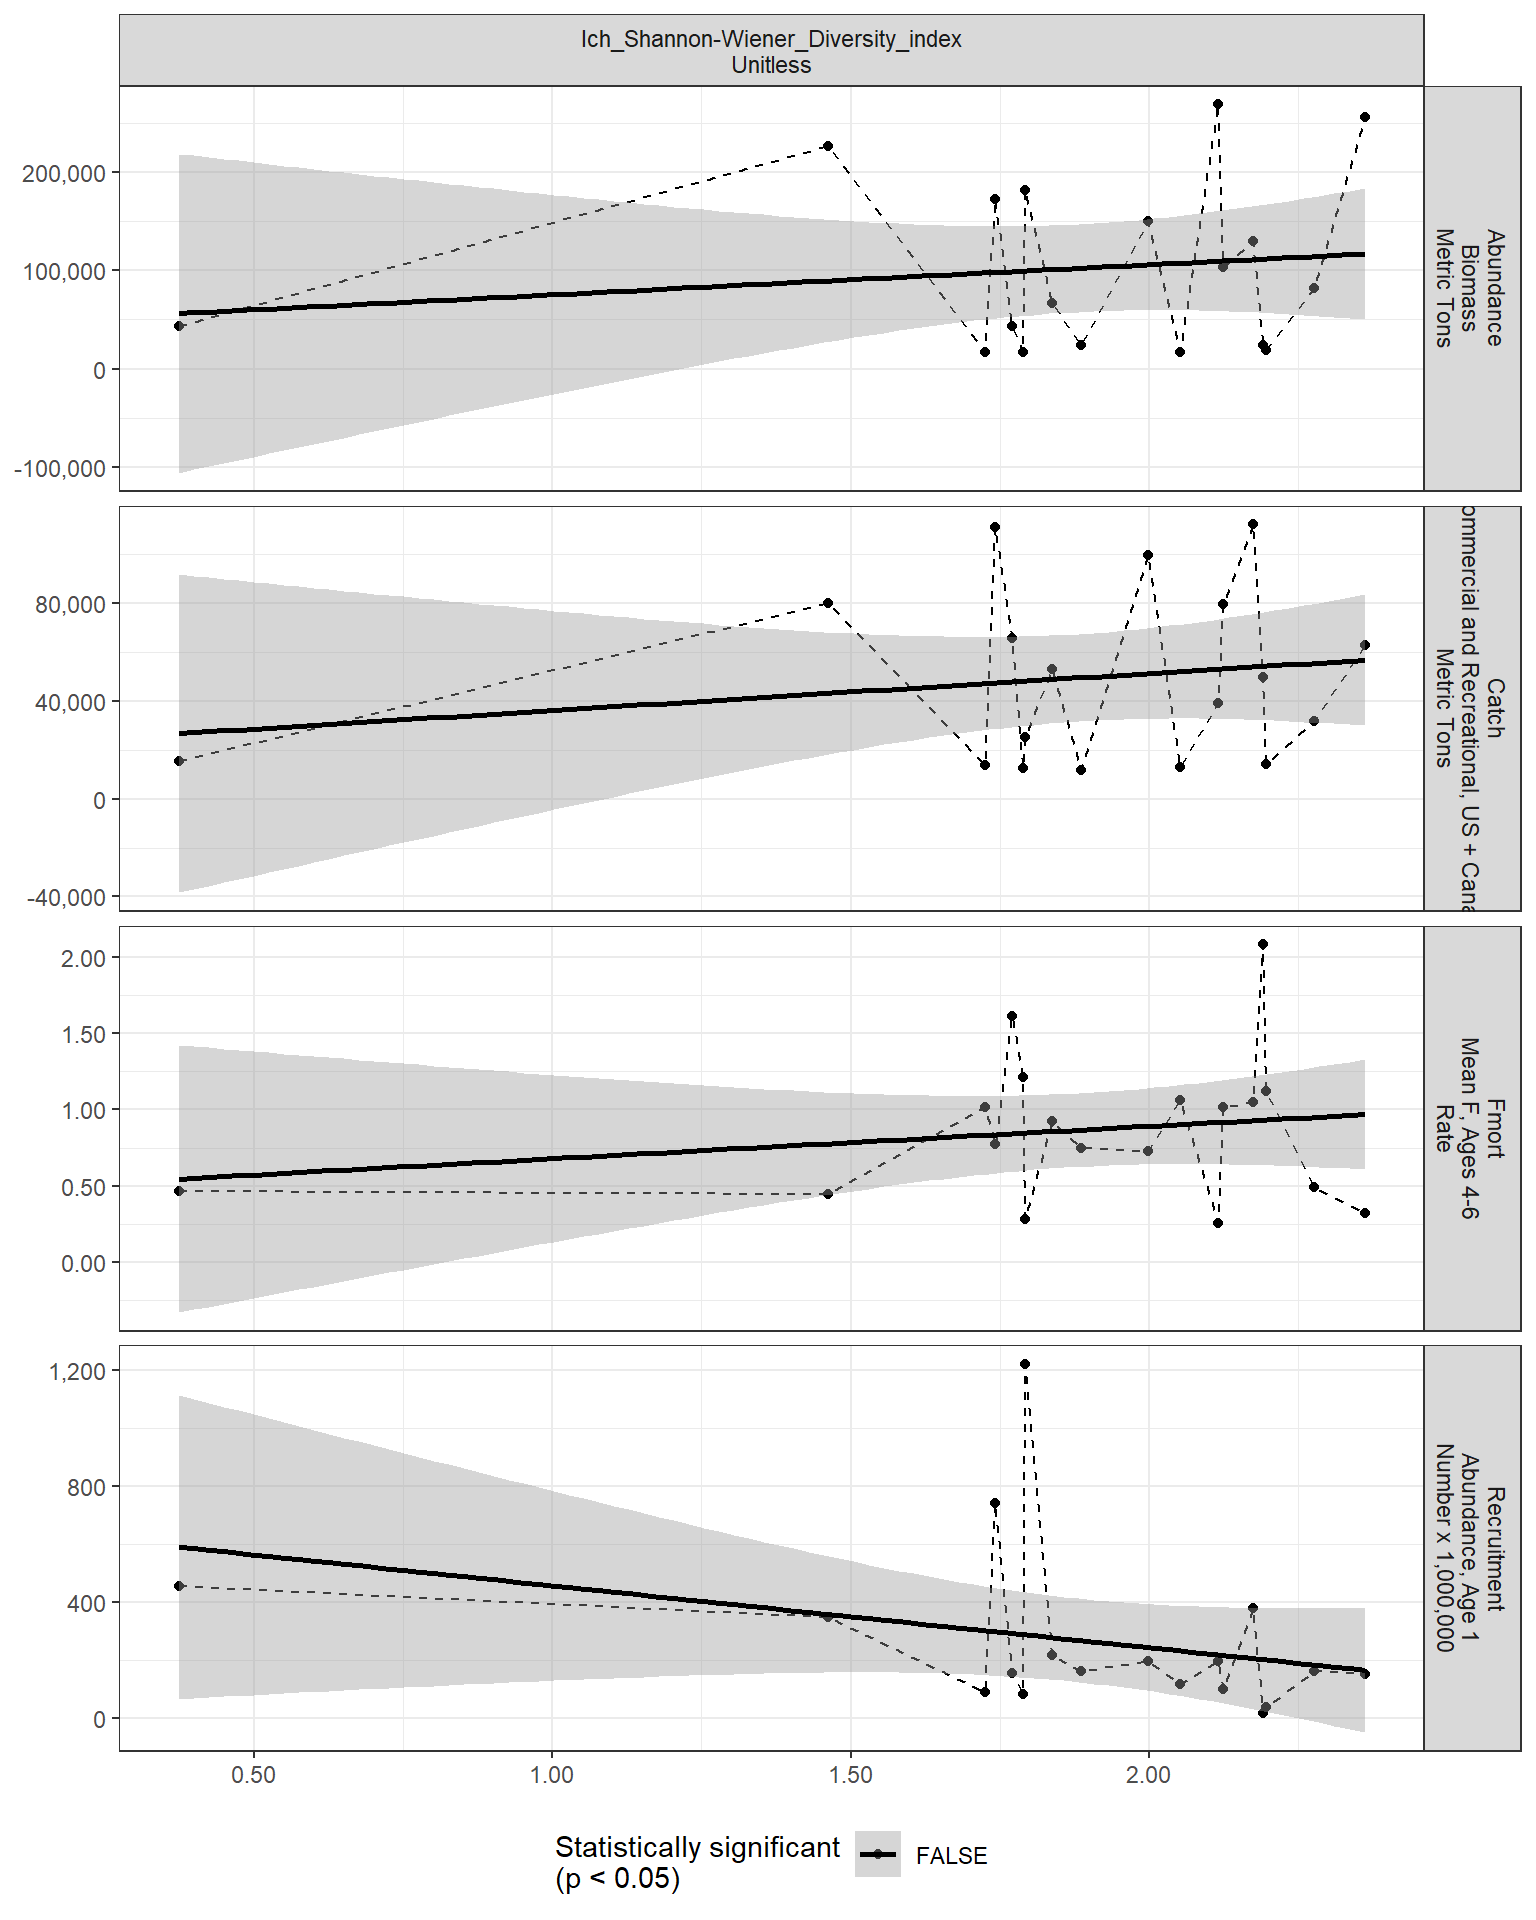 Ich_Shannon-Wiener_Diversity_index
Unitless
200,000
100,000
0
-100,000
Abundance
Biomass
Metric Tons
80,000
40,000
0
-40,000
Catch
ommercial and Recreational, US + Cana
Metric Tons
2.00
1.50
1.00
0.50
0.00
Fmort
Mean F, Ages 4-6
Rate
1,200
800
400
0
Recruitment
Abundance, Age 1
Number x 1,000,000
0.50 1.00 1.50 2.00
Statistically significant
(p < 0.05)
FALSE